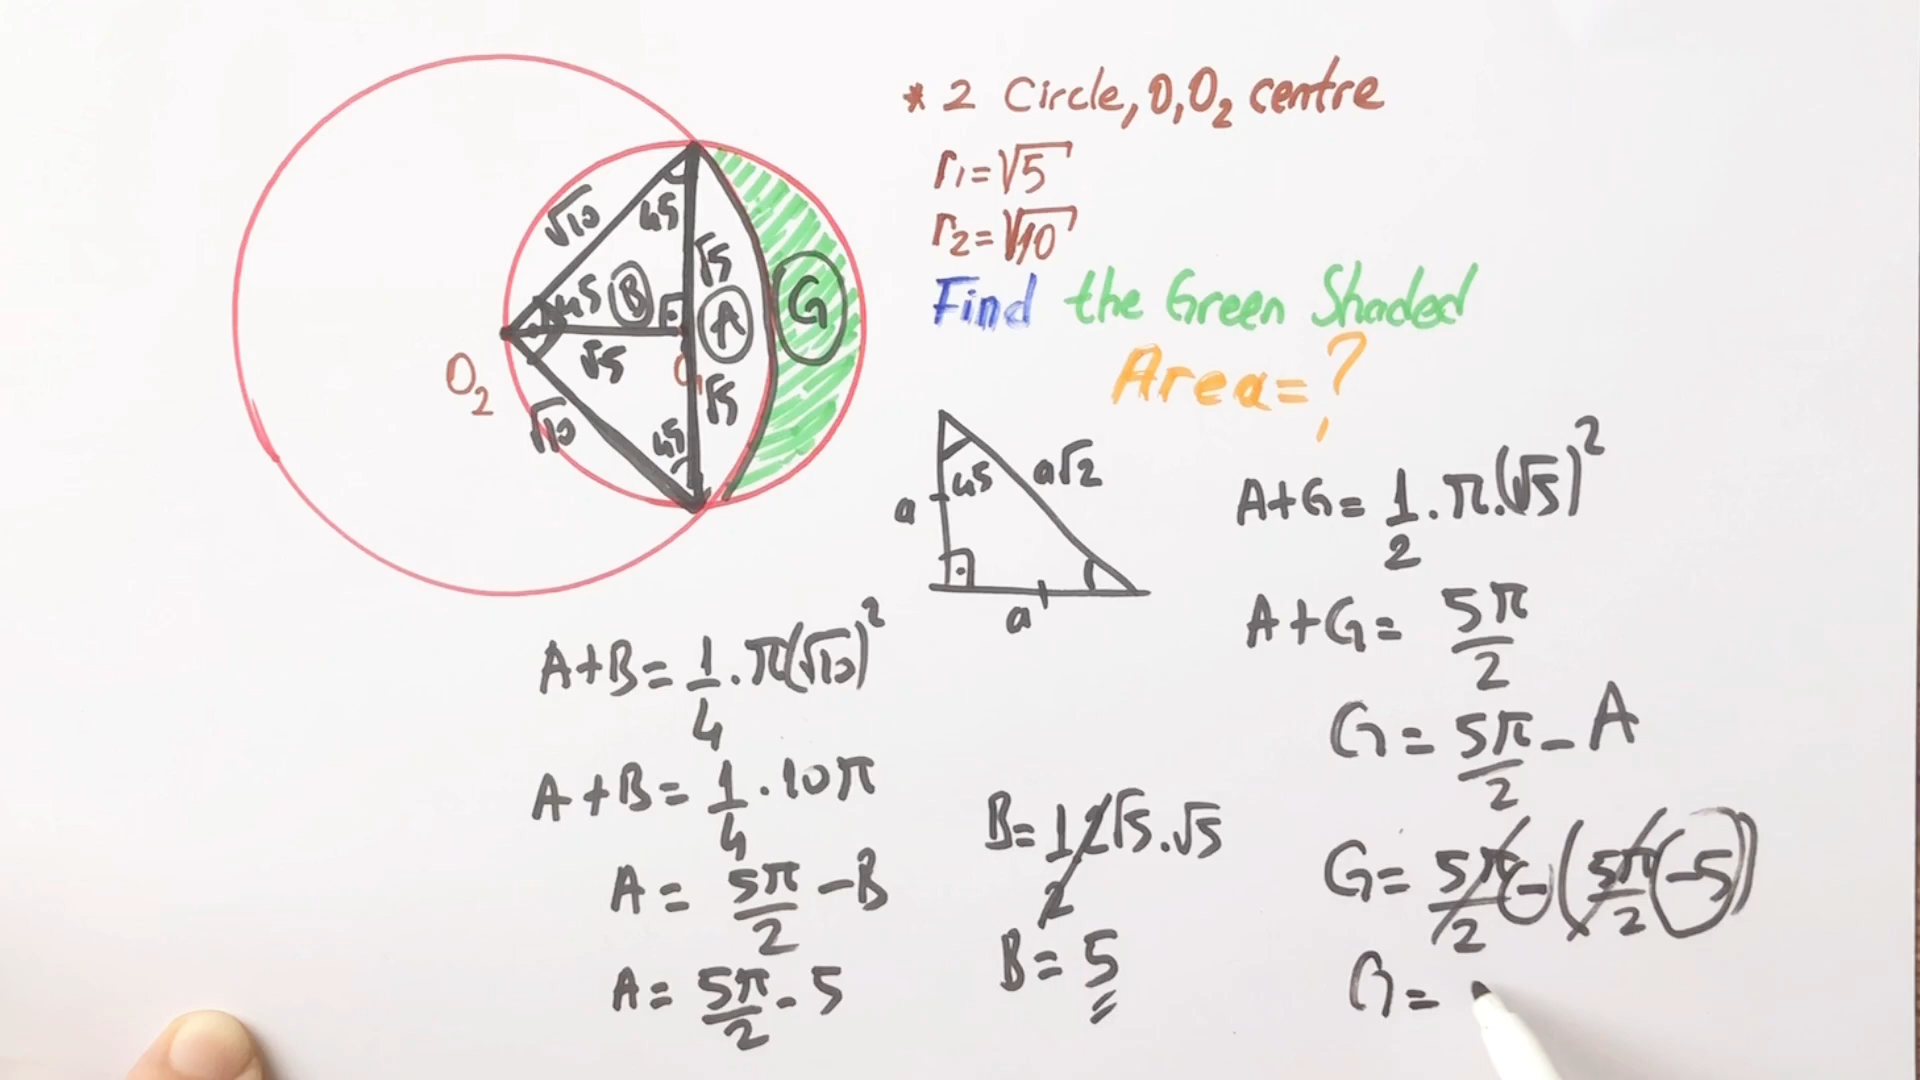 * 2 Circle, O, O₂ centre
r₁=√5
r₂=√10
Find the Green Shaded
Area=?
√10
45
45
B
√5
A
G
√5
O₂
√10
45
√5
45
a
a√2
a
A+G= 1/2 . π.(√5)²
A+G= 5π/2
G= 5π/2 - A
G= 5π/2 - (5π/2 - 5)
G=
A+B= 1/4 . π(√10)²
A+B= 1/4 . 10π
A= 5π/2 - B
A= 5π/2 - 5
B= 1/2 2√5.√5
B= 5